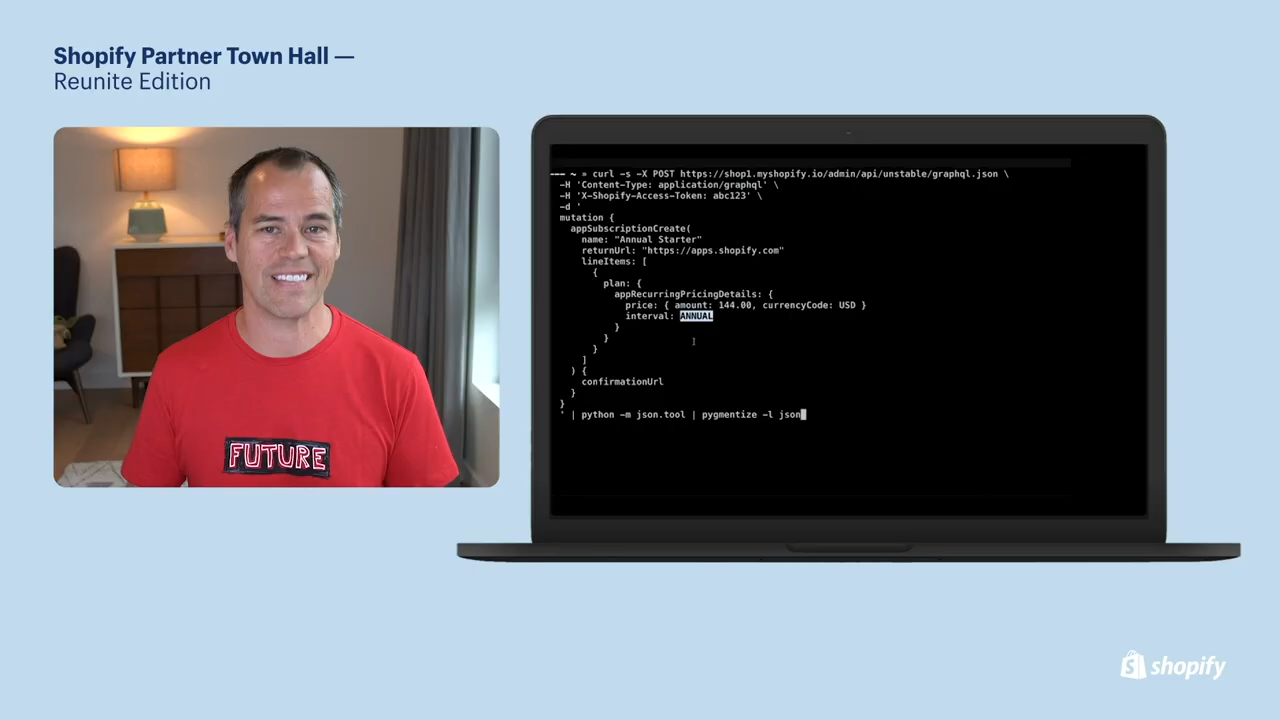 Shopify Partner Town Hall —
Reunite Edition
FUTURE
~ » curl -s -X POST https://shop1.myshopify.io/admin/api/unstable/graphql.json \
-H 'Content-Type: application/graphql' \
-H 'X-Shopify-Access-Token: abc123' \
-d '
mutation {
appSubscriptionCreate(
name: "Annual Starter"
returnUrl: "https://apps.shopify.com"
lineItems: [
{
plan: {
appRecurringPricingDetails: {
price: { amount: 144.00, currencyCode: USD }
interval: ANNUAL
}
}
}
]
) {
confirmationUrl
}
}
' | python -m json.tool | pygmentize -l json
shopify